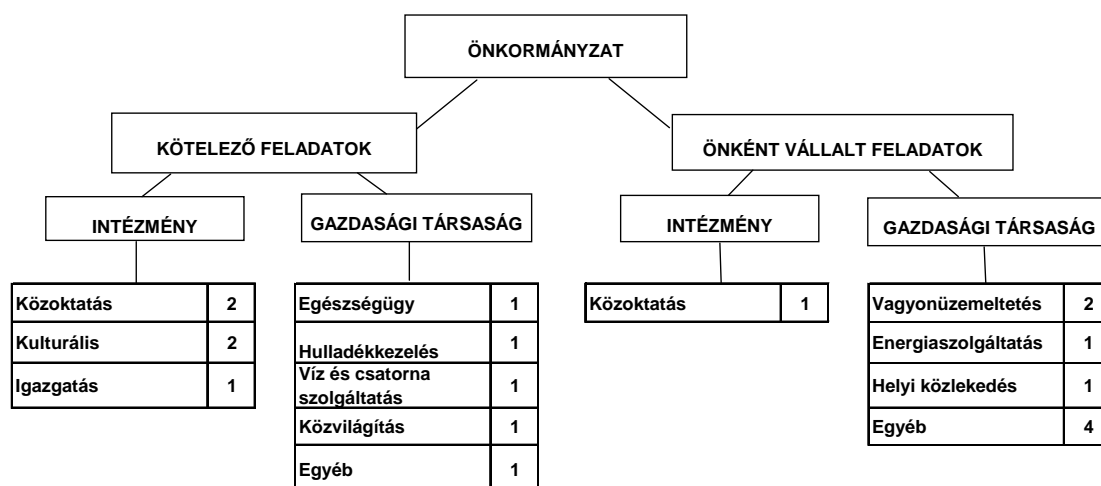 ÖNKORMÁNYZAT
KÖTELEZŐ FELADATOK
ÖNKÉNT VÁLLALT FELADATOK
INTÉZMÉNY
GAZDASÁGI TÁRSASÁG
INTÉZMÉNY
GAZDASÁGI TÁRSASÁG
Közoktatás 2
Kulturális 2
Igazgatás 1
Egészségügy 1
Hulladékkezelés 1
Víz és csatorna
szolgáltatás 1
Közvilágítás 1
Egyéb 1
Közoktatás 1
Vagyonüzemeltetés 2
Energiaszolgáltatás 1
Helyi közlekedés 1
Egyéb 4